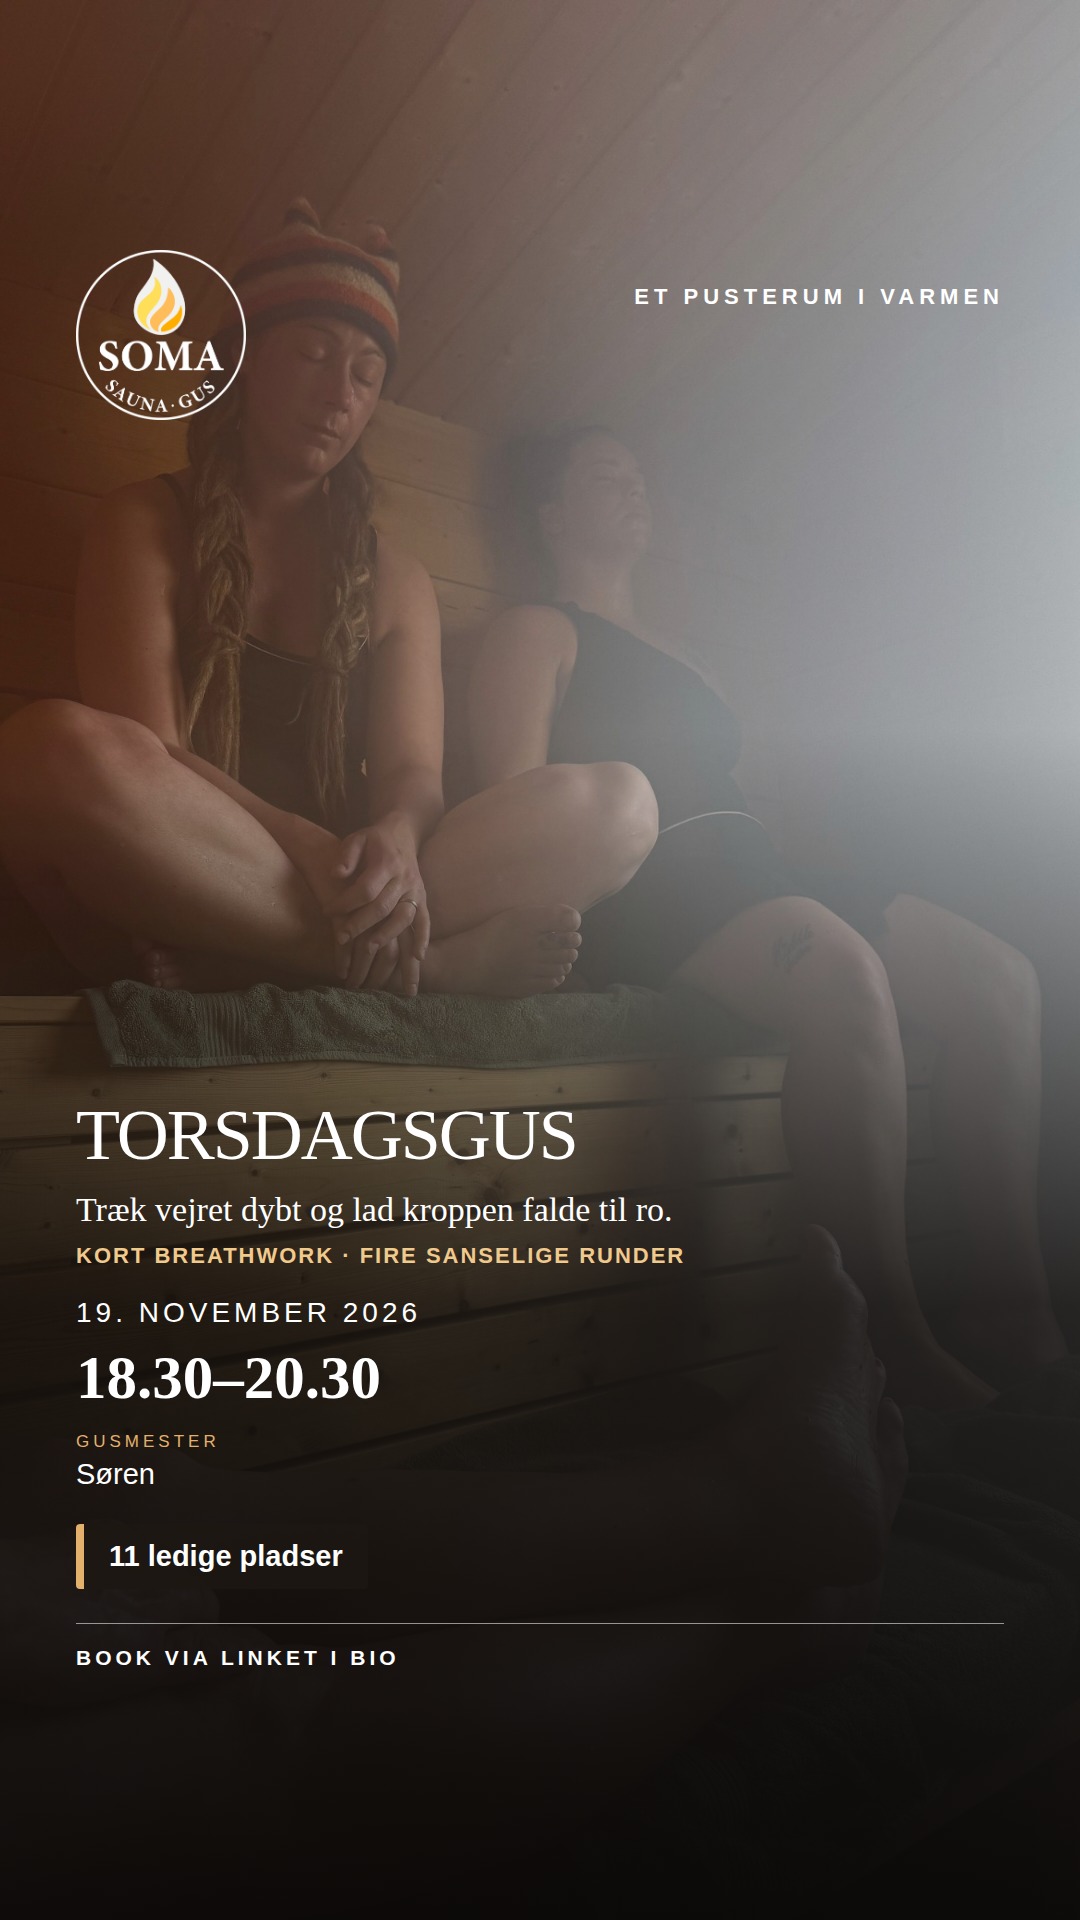 SOMA
SAUNA·GUS
ET PUSTERUM I VARMEN
TORSDAGSGUS
Træk vejret dybt og lad kroppen falde til ro.
KORT BREATHWORK · FIRE SANSELIGE RUNDER
19. NOVEMBER 2026
18.30–20.30
GUSMESTER
Søren
11 ledige pladser
BOOK VIA LINKET I BIO